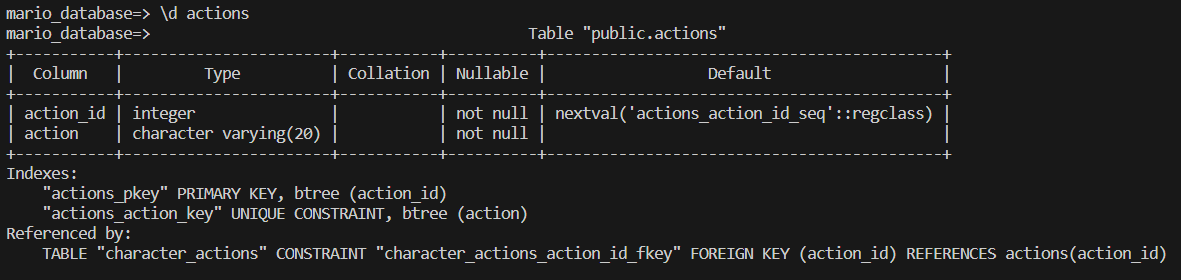 mario_database=> \d actions
mario_database=>                                          Table "public.actions"
+-----------+-----------------------+-----------+----------+--------------------------------------------+
|  Column   |         Type          | Collation | Nullable |                  Default                   |
+-----------+-----------------------+-----------+----------+--------------------------------------------+
| action_id | integer               |           | not null | nextval('actions_action_id_seq'::regclass) |
| action    | character varying(20) |           | not null |                                            |
+-----------+-----------------------+-----------+----------+--------------------------------------------+
Indexes:
    "actions_pkey" PRIMARY KEY, btree (action_id)
    "actions_action_key" UNIQUE CONSTRAINT, btree (action)
Referenced by:
    TABLE "character_actions" CONSTRAINT "character_actions_action_id_fkey" FOREIGN KEY (action_id) REFERENCES actions(action_id)